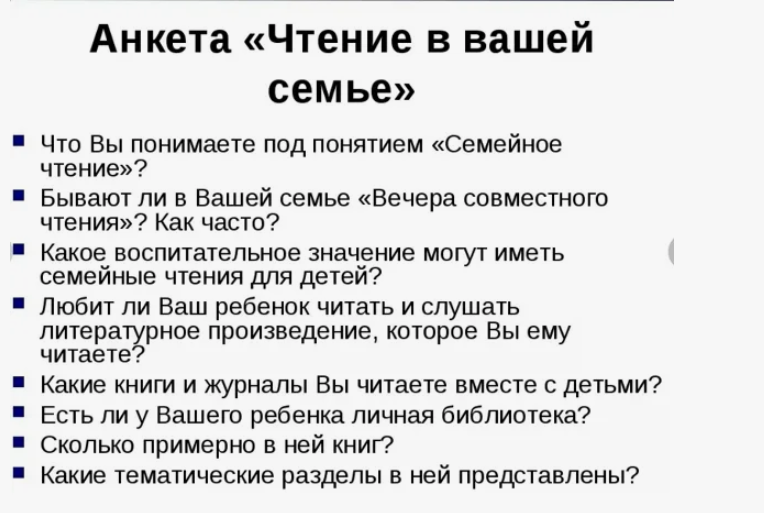 Анкета «Чтение в вашей
семье»
Что Вы понимаете под понятием «Семейное
чтение»?
Бывают ли в Вашей семье «Вечера совместного
чтения»? Как часто?
Какое воспитательное значение могут иметь
семейные чтения для детей?
Любит ли Ваш ребенок читать и слушать
литературное произведение, которое Вы ему
читаете?
Какие книги и журналы Вы читаете вместе с детьми?
Есть ли у Вашего ребенка личная библиотека?
Сколько примерно в ней книг?
Какие тематические разделы в ней представлены?